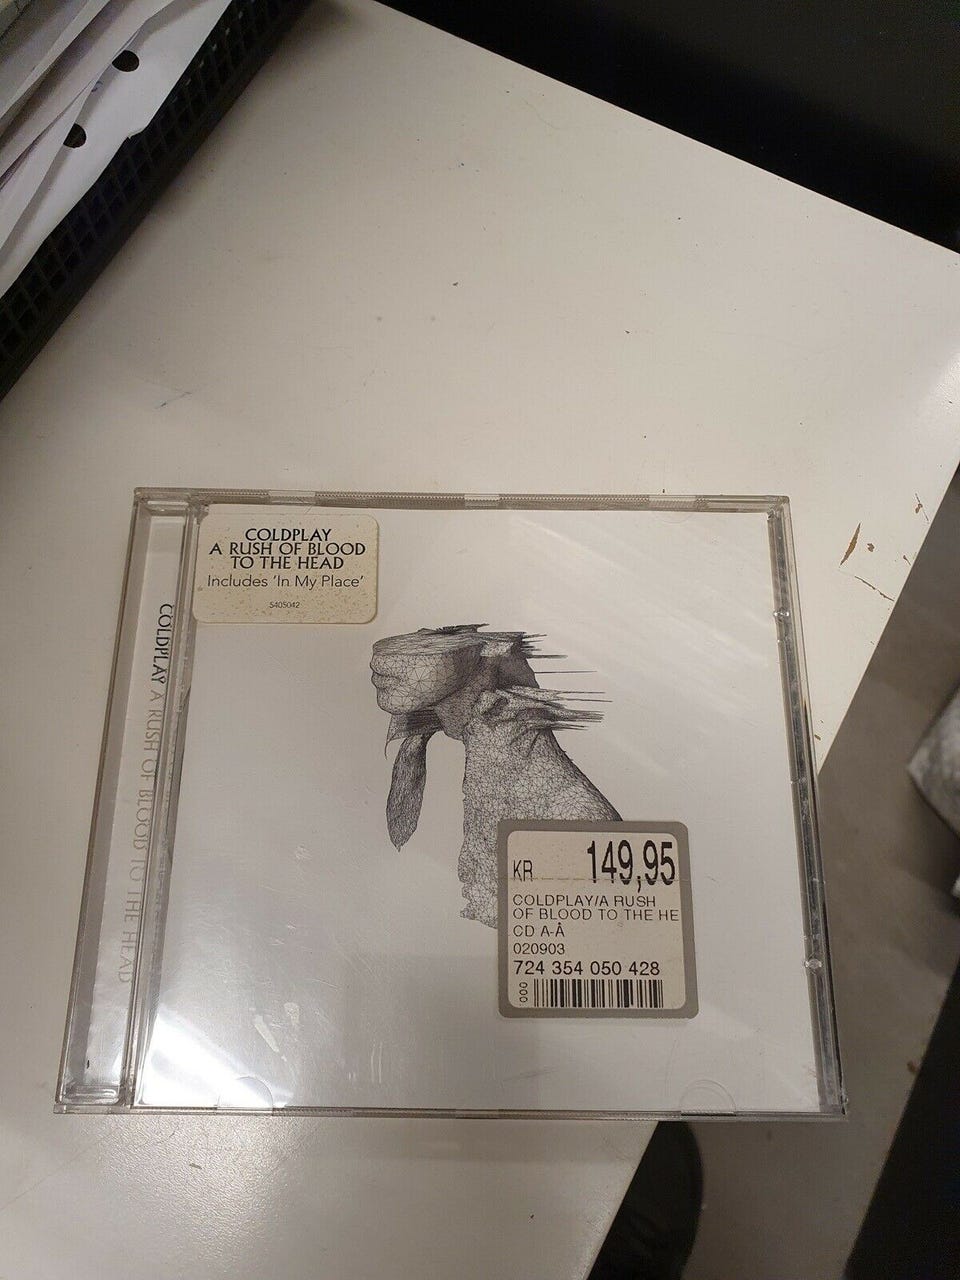 COLDPLAY
A RUSH OF BLOOD
TO THE HEAD
Includes 'In My Place'
5405042
COLDPLAY A RUSH OF BLOOD TO THE HEAD
KR 149,95
COLDPLAY/A RUSH
OF BLOOD TO THE HE
CD A-Å
020903
724 354 050 428
000